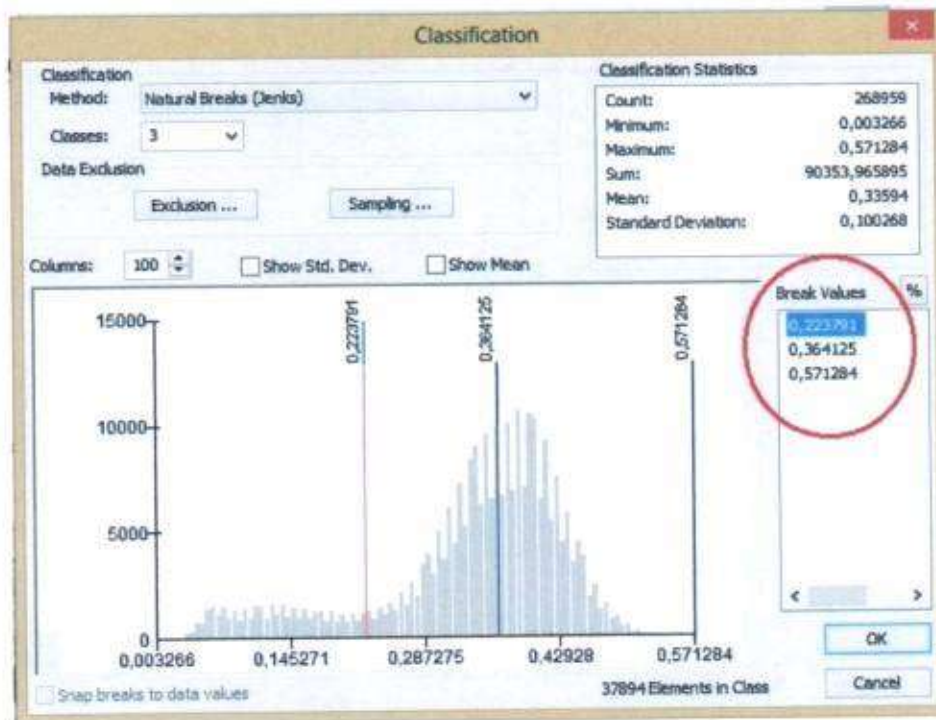 Classification
Classification
Method: Natural Breaks (Jenks)
Classes: 3
Data Exclusion
Exclusion ...
Sampling ...
Classification Statistics
Count: 268959
Minimum: 0,003266
Maximum: 0,571284
Sum: 90353,965895
Mean: 0,33594
Standard Deviation: 0,100268
Columns: 100
Show Std. Dev.
Show Mean
Break Values
%
0,223791
0,364125
0,571284
0,223791
0,364125
0,571284
15000
10000
5000
0
0,003266
0,145271
0,287275
0,42928
0,571284
OK
Snap breaks to data values
37894 Elements in Class
Cancel